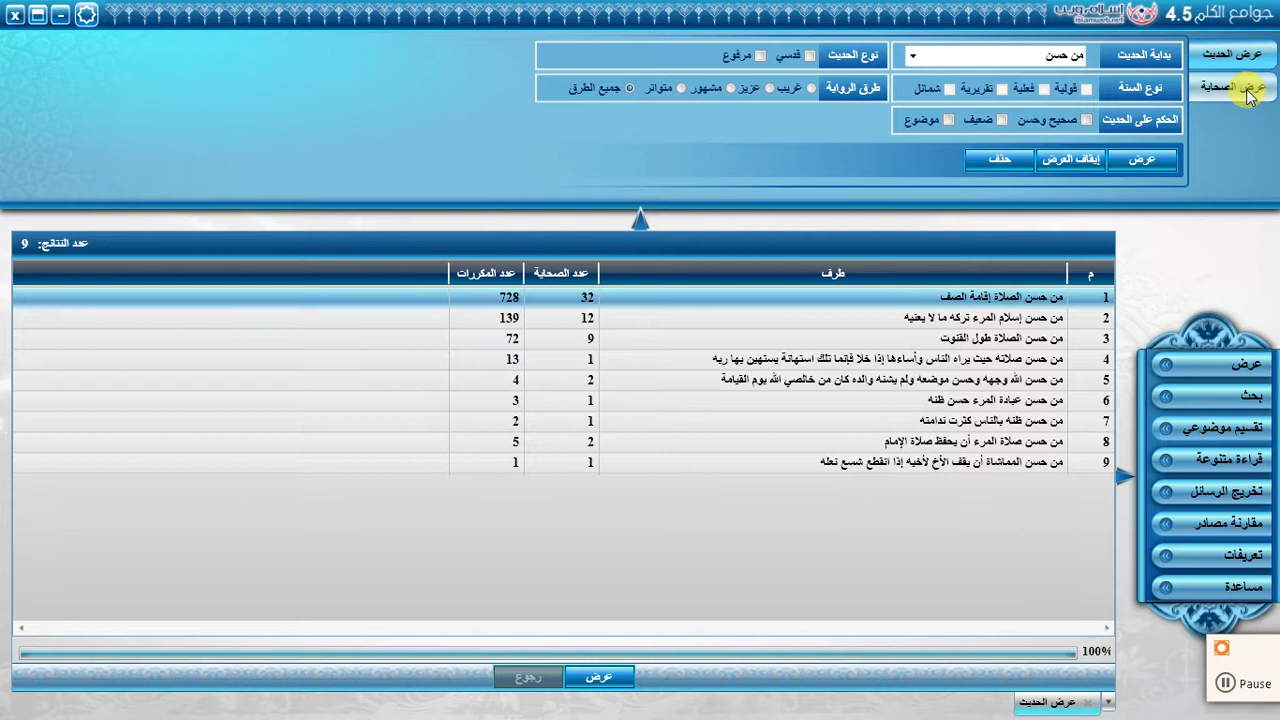 جوامع الكلم 4.5
إسلام ويب
islamweb.net
عرض الحديث
عرض الصحابة
بداية الحديث
من حسن
نوع الحديث
قدسي
مرفوع
نوع السنة
قولية
فعلية
تقريرية
شمائل
طرق الرواية
غريب
عزيز
مشهور
متواتر
جميع الطرق
الحكم على الحديث
صحيح وحسن
ضعيف
موضوع
عرض
إيقاف العرض
حذف
عدد النتائج: 9
م طرف عدد الصحابة عدد المكررات
1 من حسن الصلاة إقامة الصف 32 728
2 من حسن إسلام المرء تركه ما لا يعنيه 12 139
3 من حسن الصلاة طول القنوت 9 72
4 من حسن صلاته حيث يراه الناس وأساءها إذا خلا فإنما تلك استهانة يستهين بها ربه 1 13
5 من حسن الله وجهه وحسن موضعه ولم يشنه والده كان من خالصي الله يوم القيامة 2 4
6 من حسن عبادة المرء حسن ظنه 1 3
7 من حسن ظنه بالناس كثرت ندامته 1 2
8 من حسن صلاة المرء أن يحفظ صلاة الإمام 2 5
9 من حسن المماشاة أن يقف الأخ لأخيه إذا انقطع شسع نعله 1 1
عرض
بحث
تقسيم موضوعي
قراءة متنوعة
تخريج الرسائل
مقارنة مصادر
تعريفات
مساعدة
100%
عرض
رجوع
عرض الحديث
Pause